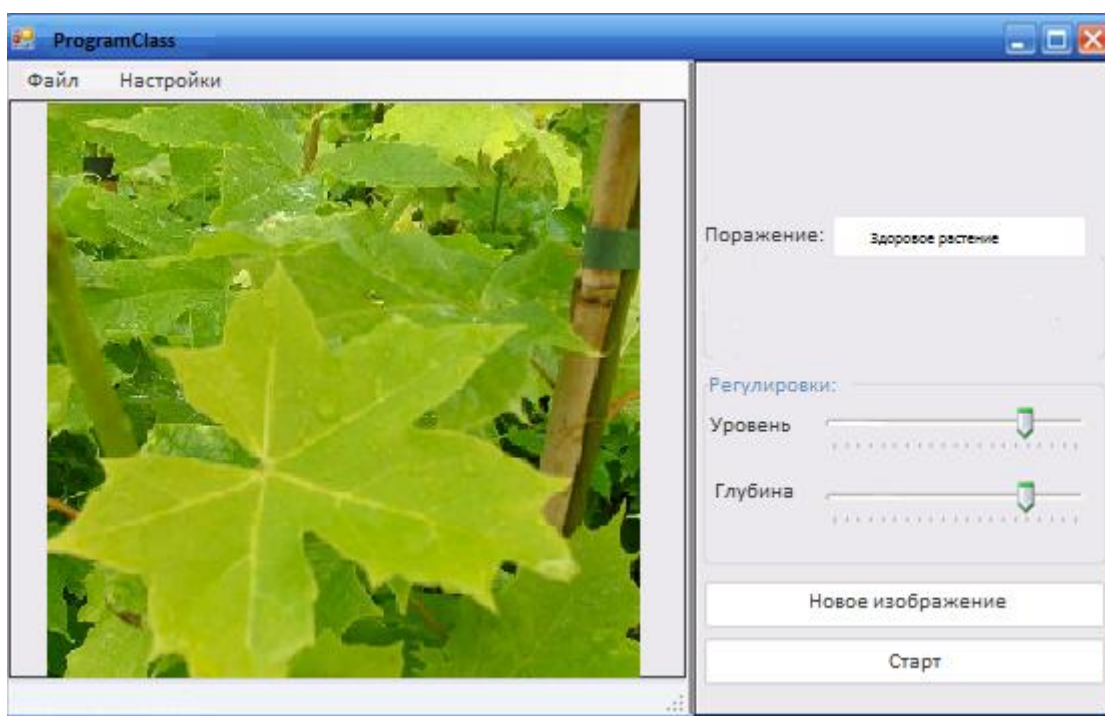 ProgramClass
Файл Настройки
Поражение: Здоровое растение
Регулировки:
Уровень
Глубина
Новое изображение
Старт